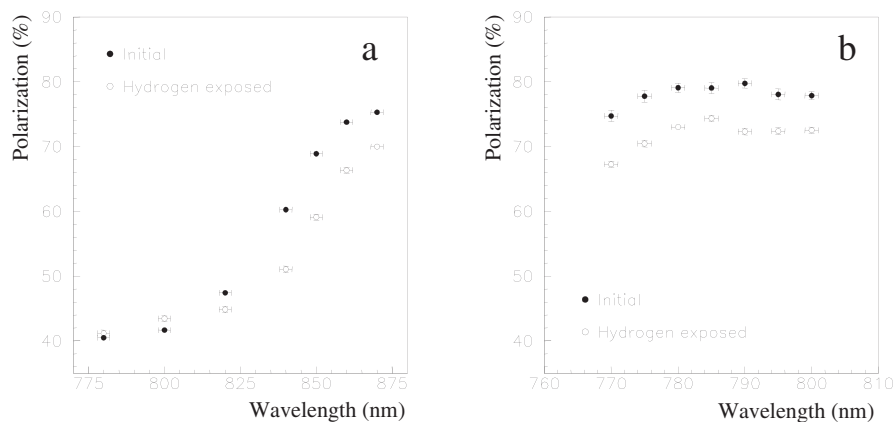 Polarization (%)
90
80
70
60
50
40
775
800
825
850
875
Wavelength (nm)
Initial
Hydrogen exposed
a
Polarization (%)
90
80
70
60
50
40
760
770
780
790
800
810
Wavelength (nm)
b
Initial
Hydrogen exposed